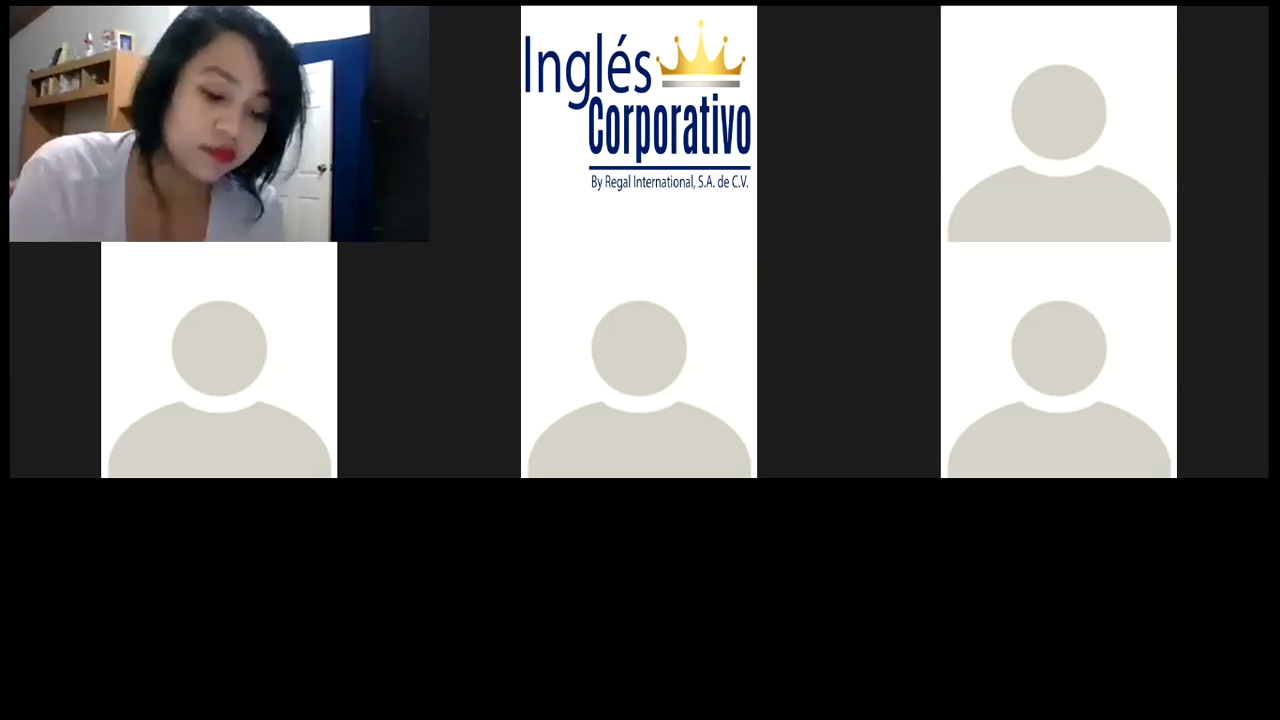 Inglés
Corporativo
By Regal International, S.A. de C.V.